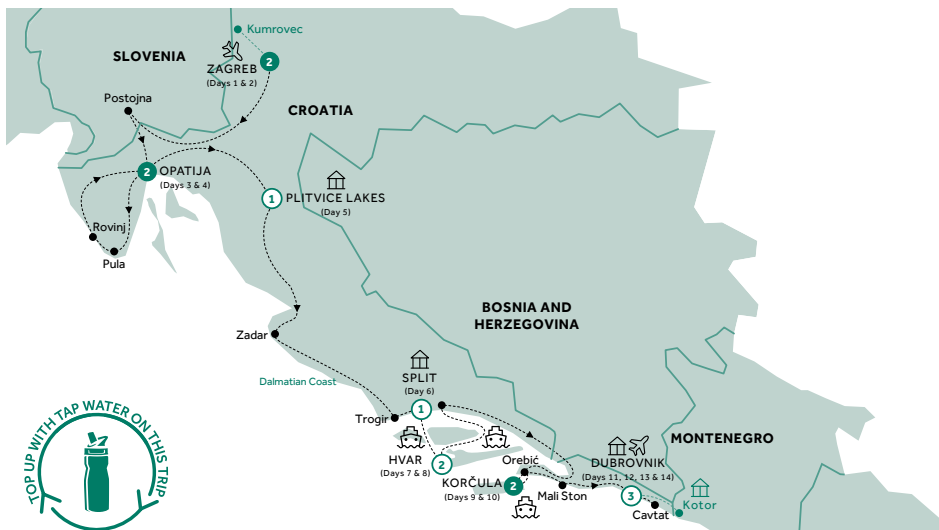 Kumrovec
SLOVENIA
2
ZAGREB
(Days 1 & 2)
Postojna
CROATIA
2
OPATIJA
(Days 3 & 4)
1
PLITVICE LAKES
(Day 5)
Rovinj
Pula
BOSNIA AND
HERZEGOVINA
Zadar
Dalmatian Coast
SPLIT
(Day 6)
1
Trogir
HVAR
(Days 7 & 8)
2
Orebić
KORČULA
(Days 9 & 10)
2
Mali Ston
MONTENEGRO
DUBROVNIK
(Days 11, 12, 13 & 14)
3
Cavtat
Kotor
TOP UP WITH TAP WATER ON THIS TRIP